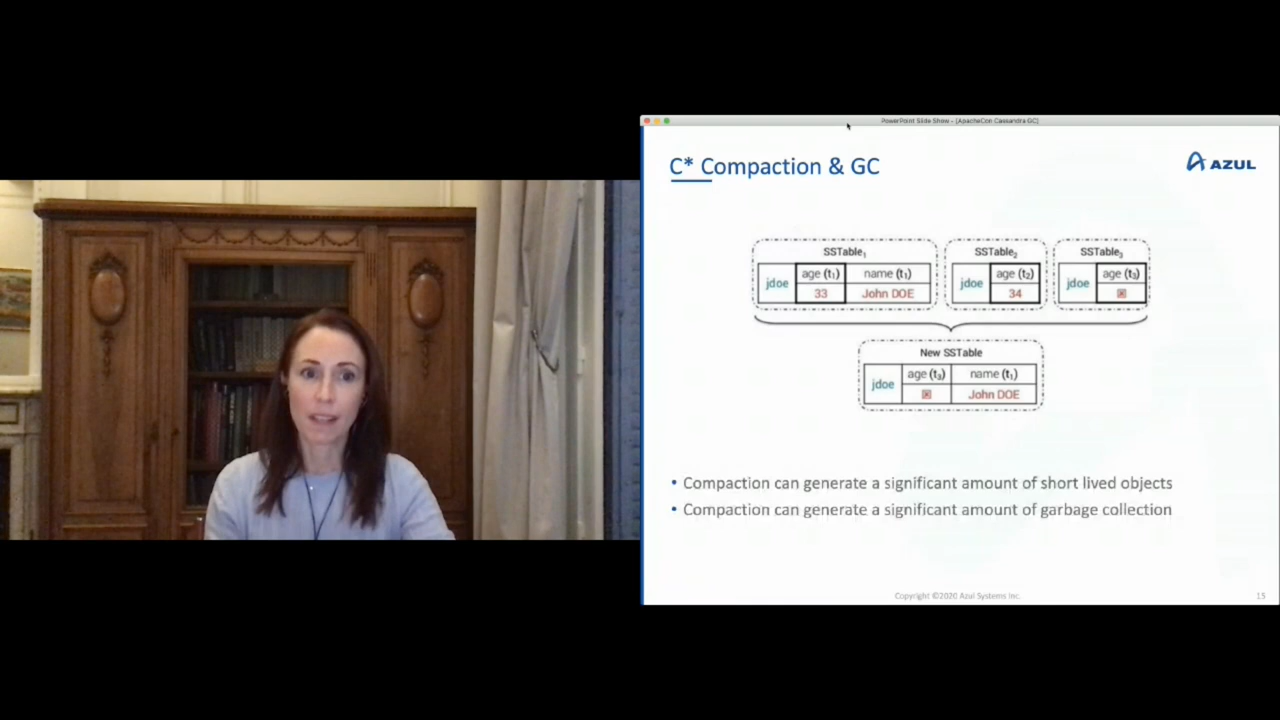 PowerPoint Slide Show - [ApacheCon Cassandra GC]
C* Compaction & GC
AZUL
SSTable₁ SSTable₂ SSTable₃
age (t₁) name (t₁) age (t₂) age (t₃)
jdoe 33 John DOE jdoe 34 jdoe
New SSTable
age (t₃) name (t₁)
jdoe John DOE
• Compaction can generate a significant amount of short lived objects
• Compaction can generate a significant amount of garbage collection
Copyright ©2020 Azul Systems Inc. 15